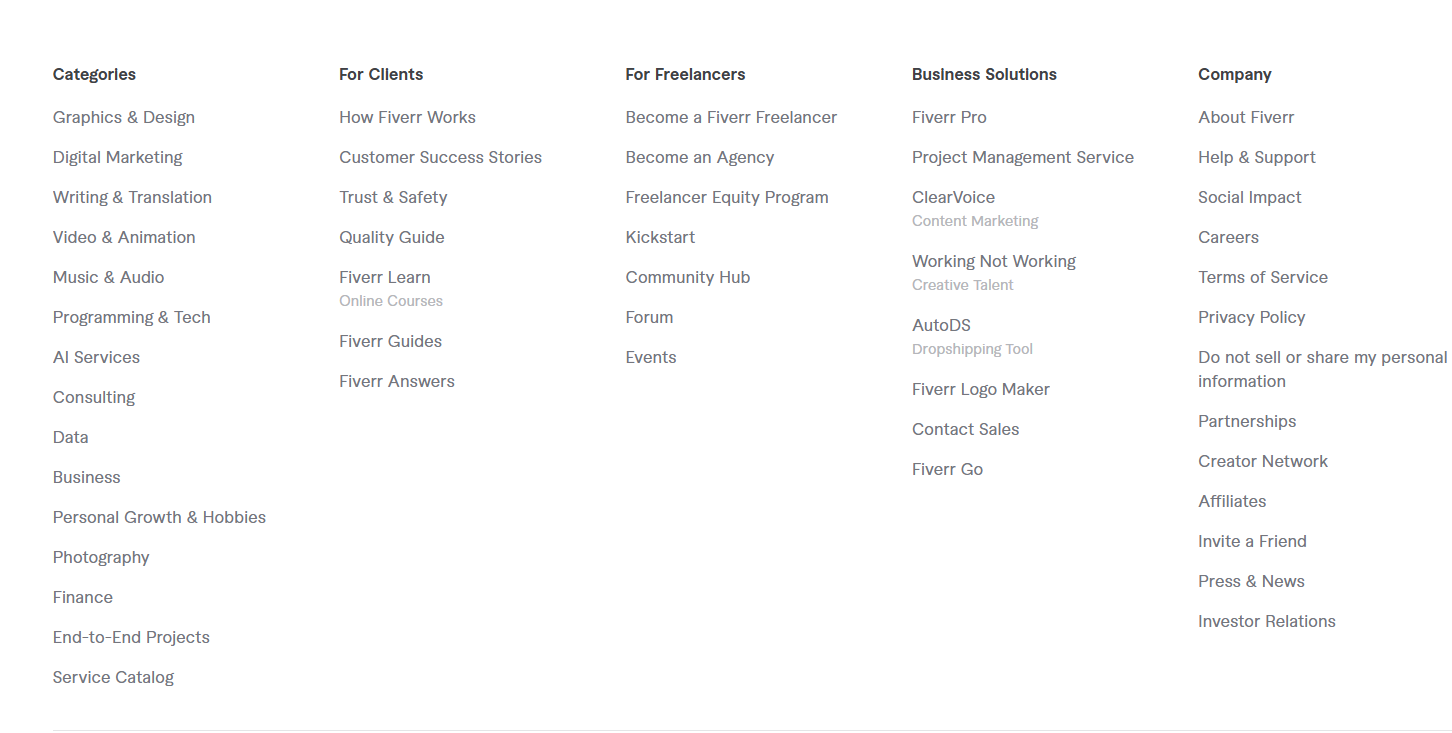 Categories
Graphics & Design
Digital Marketing
Writing & Translation
Video & Animation
Music & Audio
Programming & Tech
AI Services
Consulting
Data
Business
Personal Growth & Hobbies
Photography
Finance
End-to-End Projects
Service Catalog
For Clients
How Fiverr Works
Customer Success Stories
Trust & Safety
Quality Guide
Fiverr Learn
Online Courses
Fiverr Guides
Fiverr Answers
For Freelancers
Become a Fiverr Freelancer
Become an Agency
Freelancer Equity Program
Kickstart
Community Hub
Forum
Events
Business Solutions
Fiverr Pro
Project Management Service
ClearVoice
Content Marketing
Working Not Working
Creative Talent
AutoDS
Dropshipping Tool
Fiverr Logo Maker
Contact Sales
Fiverr Go
Company
About Fiverr
Help & Support
Social Impact
Careers
Terms of Service
Privacy Policy
Do not sell or share my personal
information
Partnerships
Creator Network
Affiliates
Invite a Friend
Press & News
Investor Relations